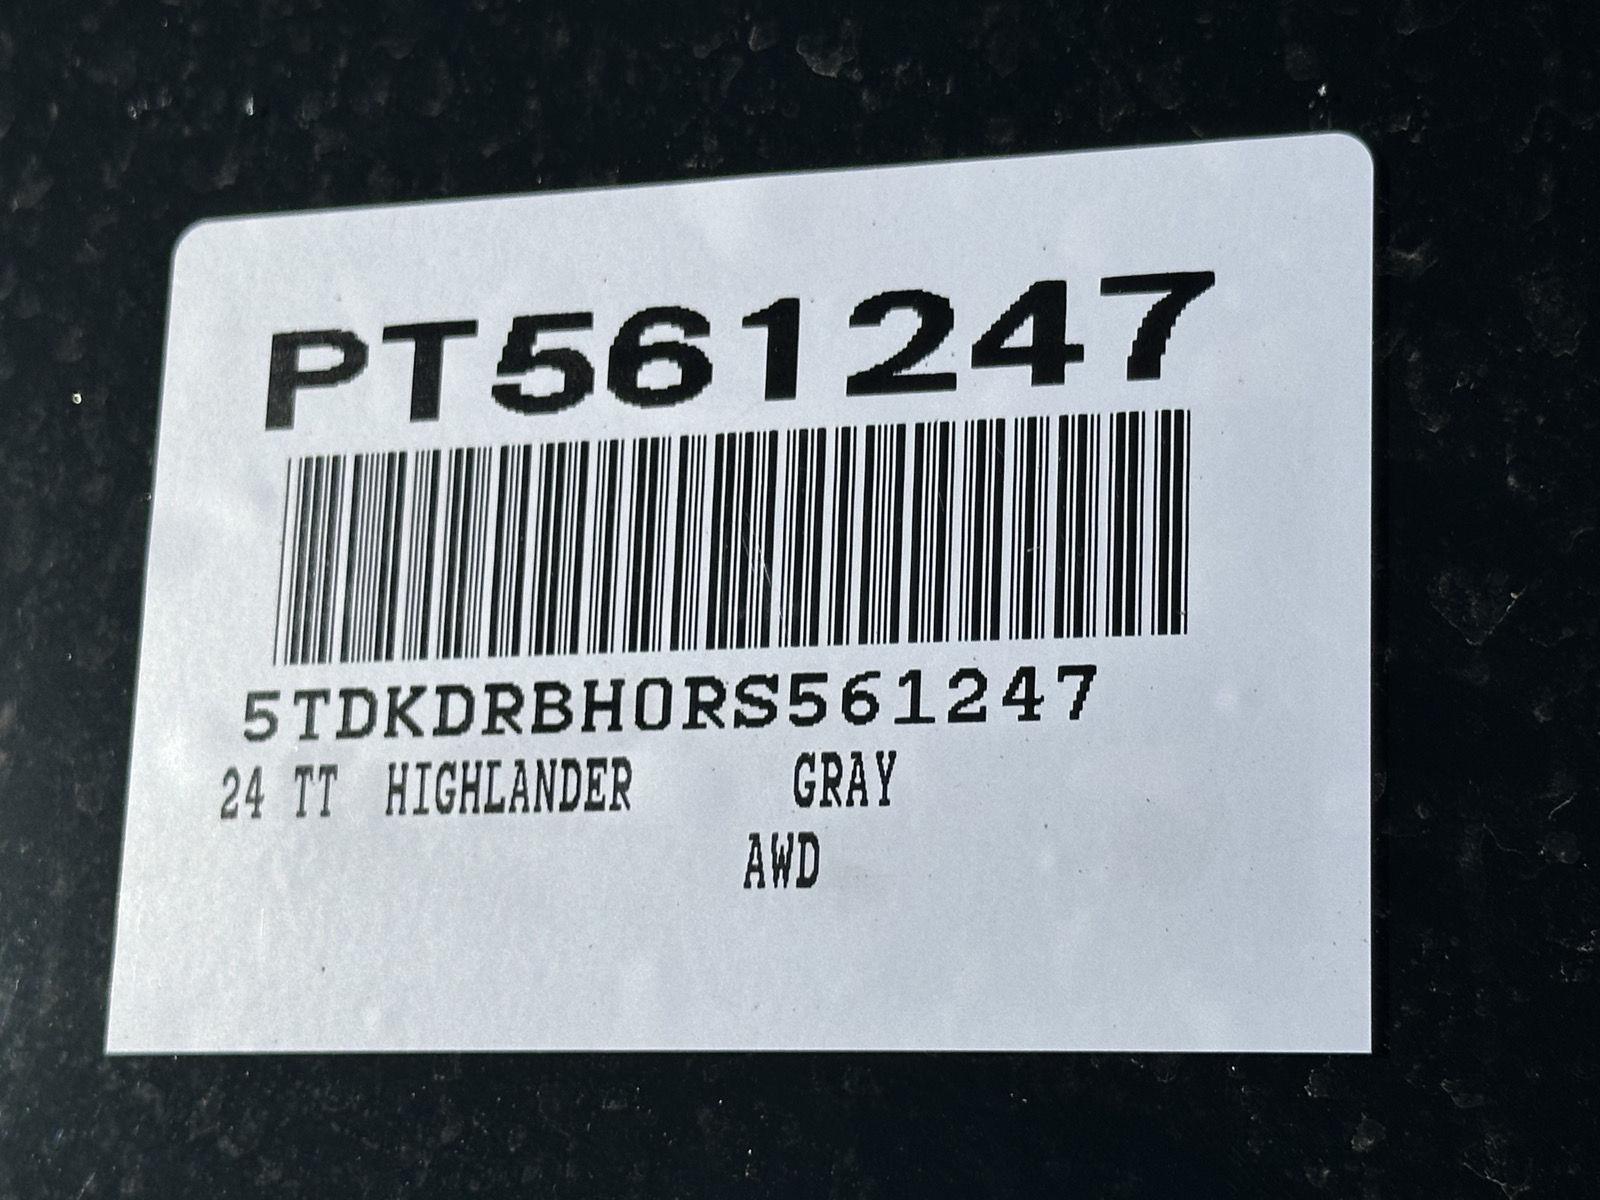 PT561247
5TDKDRBH0RS561247
24 TT HIGHLANDER GRAY
AWD